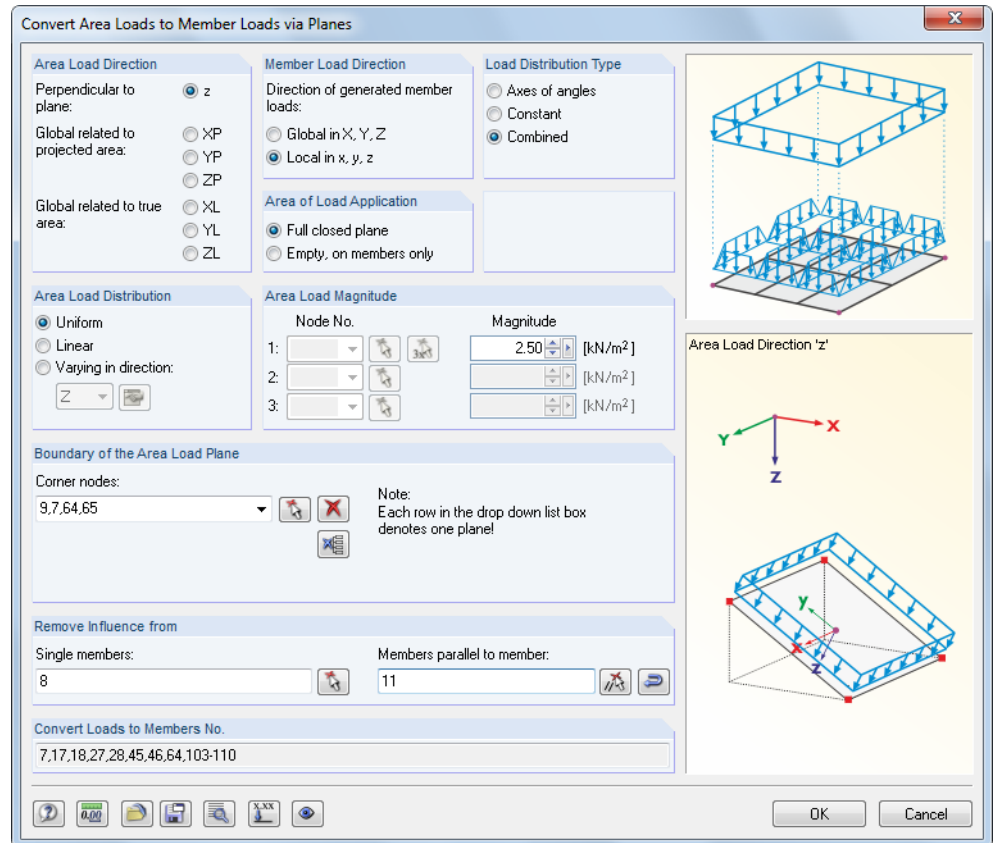 Convert Area Loads to Member Loads via Planes
Area Load Direction
Perpendicular to
plane:
z
Global related to
projected area:
XP
YP
ZP
Global related to true
area:
XL
YL
ZL
Member Load Direction
Direction of generated member
loads:
Global in X, Y, Z
Local in x, y, z
Load Distribution Type
Axes of angles
Constant
Combined
Area of Load Application
Full closed plane
Empty, on members only
Area Load Distribution
Uniform
Linear
Varying in direction:
Z
Area Load Magnitude
Node No.
Magnitude
1:
3x
2.50
[kN/m²]
2:
[kN/m²]
3:
[kN/m²]
Boundary of the Area Load Plane
Corner nodes:
9,7,64,65
Note:
Each row in the drop down list box
denotes one plane!
Remove Influence from
Single members:
8
Members parallel to member:
11
Convert Loads to Members No.
7,17,18,27,28,45,46,64,103-110
Area Load Direction 'z'
X
Y
Z
y
x
z
0.00
x.xx
OK
Cancel